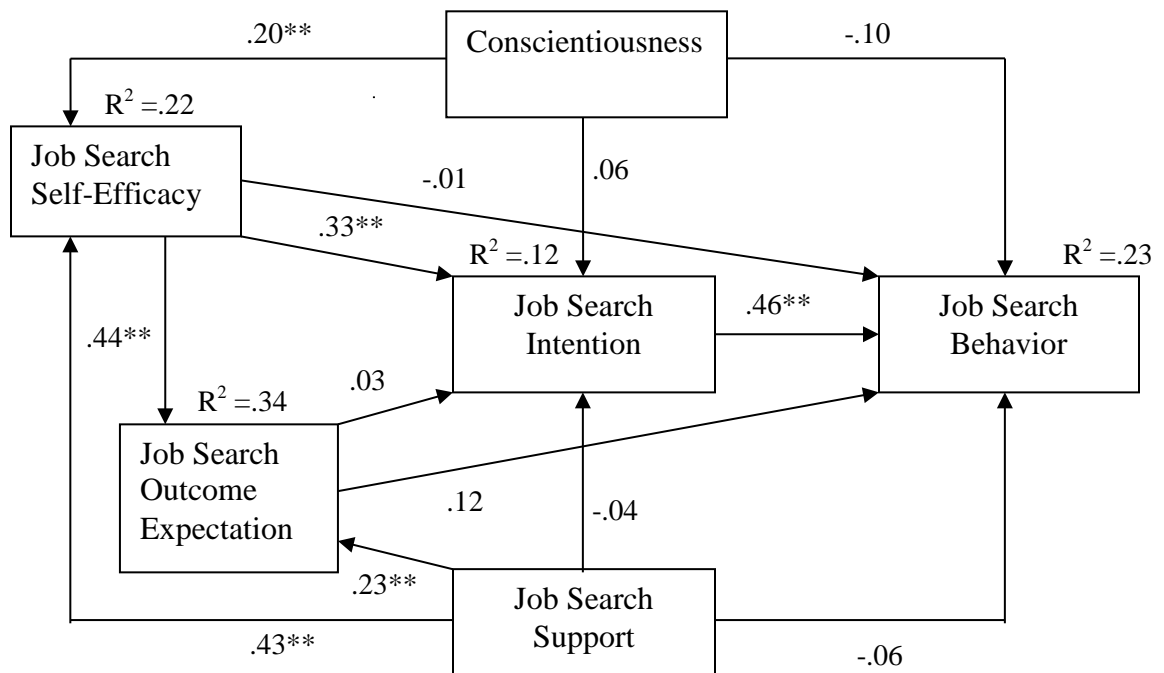 .20**
Conscientiousness
-.10
R² =.22
Job Search
Self-Efficacy
-.01
.06
.33**
R² =.12
R² =.23
Job Search
Intention
.46**
Job Search
Behavior
.44**
.03
R² =.34
Job Search
Outcome
Expectation
.12
-.04
.23**
Job Search
Support
.43**
-.06